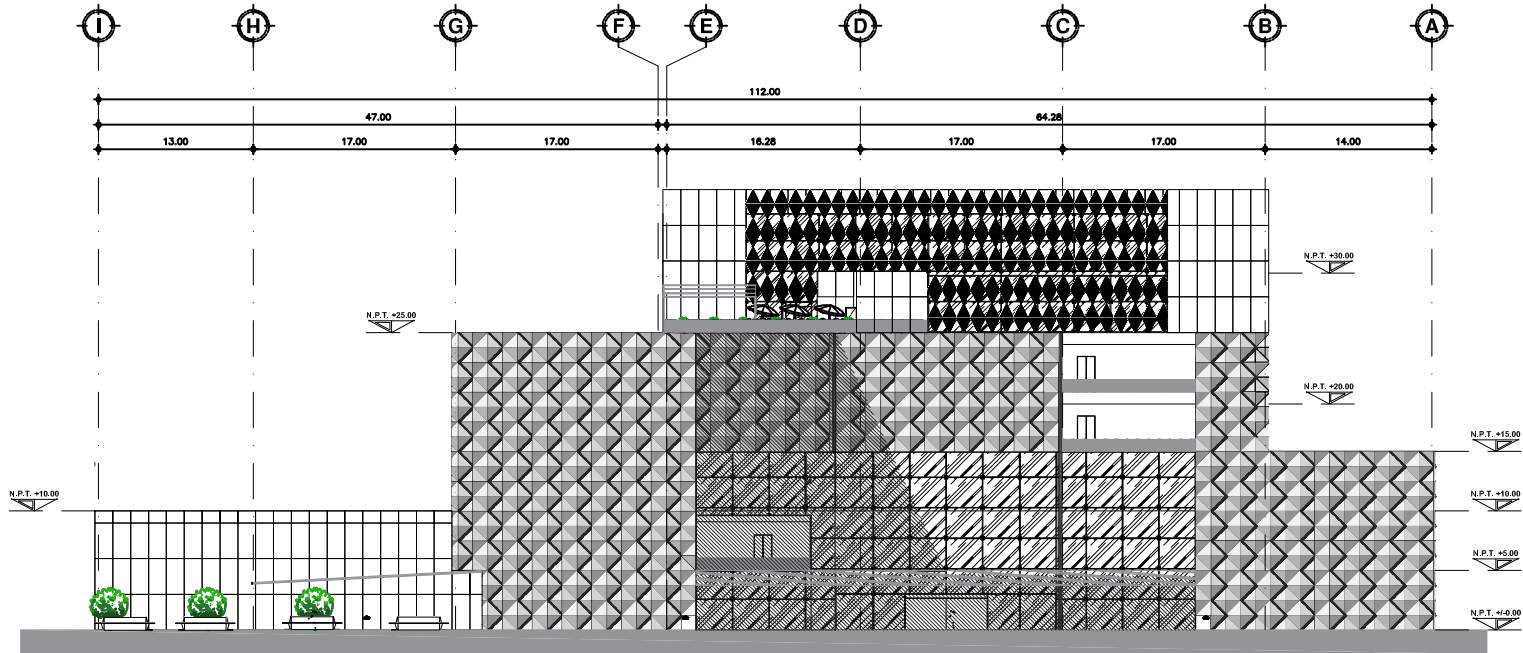 I H G F E D C B A
112.00
47.00 64.28
13.00 17.00 17.00 16.28 17.00 17.00 14.00
N.P.T. +30.00
N.P.T. +25.00
N.P.T. +20.00
N.P.T. +15.00
N.P.T. +10.00 N.P.T. +10.00
N.P.T. +5.00
N.P.T. +/-0.00